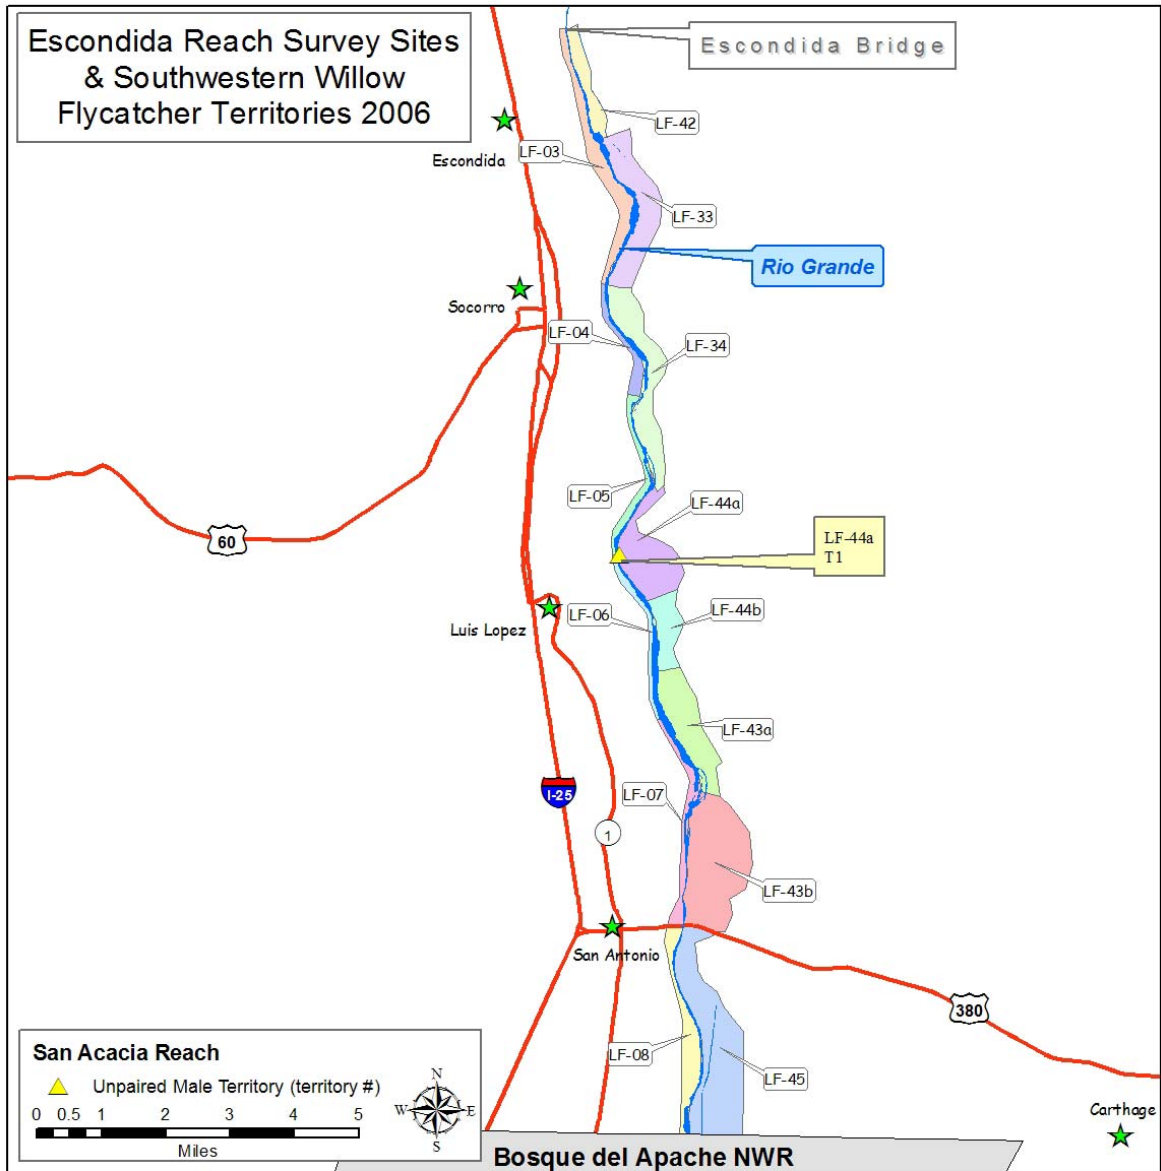 Escondida Reach Survey Sites
& Southwestern Willow
Flycatcher Territories 2006
Escondida Bridge
LF-42
Escondida
LF-03
LF-33
Rio Grande
Socorro
LF-04
LF-34
LF-05
LF-44a
60
LF-44a
T1
LF-06
LF-44b
Luis Lopez
LF-43a
I-25
LF-07
1
LF-43b
San Antonio
380
LF-08
LF-45
San Acacia Reach
Unpaired Male Territory (territory #)
0 0.5 1 2 3 4 5
Miles
N
W E
S
Carthage
Bosque del Apache NWR